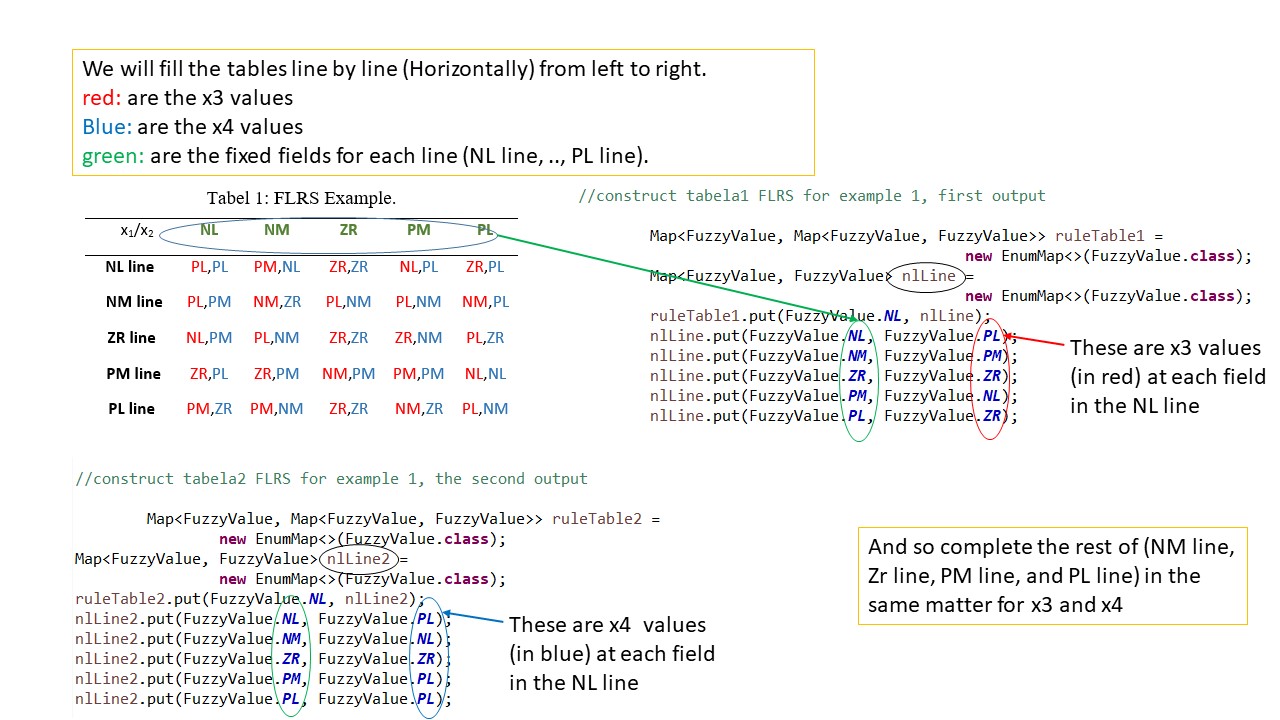 We will fill the tables line by line (Horizontally) from left to right.
red: are the x3 values
Blue: are the x4 values
green: are the fixed fields for each line (NL line, .., PL line).
Tabel 1: FLRS Example.
x1/x2 NL NM ZR PM PL
NL line PL,PL PM,NL ZR,ZR NL,PL ZR,PL
NM line PL,PM NM,ZR PL,NM PL,NM NM,PL
ZR line NL,PM PL,NM ZR,ZR ZR,NM PL,ZR
PM line ZR,PL ZR,PM NM,PM PM,PM NL,NL
PL line PM,ZR PM,NM ZR,ZR NM,ZR PL,NM
//construct tabela1 FLRS for example 1, first output
Map<FuzzyValue, Map<FuzzyValue, FuzzyValue>> ruleTable1 =
new EnumMap<>(FuzzyValue.class);
Map<FuzzyValue, FuzzyValue> nlLine =
new EnumMap<>(FuzzyValue.class);
ruleTable1.put(FuzzyValue.NL, nlLine);
nlLine.put(FuzzyValue.NL, FuzzyValue.PL);
nlLine.put(FuzzyValue.NM, FuzzyValue.PM);
nlLine.put(FuzzyValue.ZR, FuzzyValue.ZR);
nlLine.put(FuzzyValue.PM, FuzzyValue.NL);
nlLine.put(FuzzyValue.PL, FuzzyValue.ZR);
These are x3 values
(in red) at each field
in the NL line
//construct tabela2 FLRS for example 1, the second output
Map<FuzzyValue, Map<FuzzyValue, FuzzyValue>> ruleTable2 =
new EnumMap<>(FuzzyValue.class);
Map<FuzzyValue, FuzzyValue> nlLine2 =
new EnumMap<>(FuzzyValue.class);
ruleTable2.put(FuzzyValue.NL, nlLine2);
nlLine2.put(FuzzyValue.NL, FuzzyValue.PL);
nlLine2.put(FuzzyValue.NM, FuzzyValue.NL);
nlLine2.put(FuzzyValue.ZR, FuzzyValue.ZR);
nlLine2.put(FuzzyValue.PM, FuzzyValue.PL);
nlLine2.put(FuzzyValue.PL, FuzzyValue.PL);
These are x4 values
(in blue) at each field
in the NL line
And so complete the rest of (NM line,
Zr line, PM line, and PL line) in the
same matter for x3 and x4